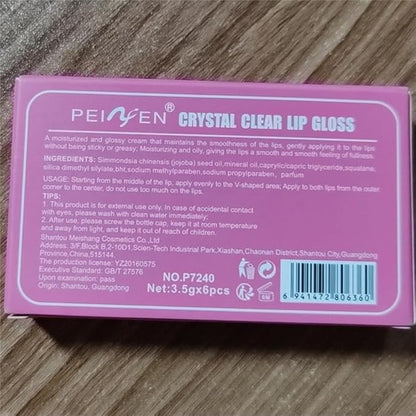 PEINFEN® CRYSTAL CLEAR LIP GLOSS
A moisturized and glossy cream that maintains the smoothness of the lips, gently applying it to the lips
without being sticky or greasy; Moisturizing and oily, giving the lips a smooth and smooth feeling of fullness.
INGREDIENTS: Simmondsia chinensis (jojoba) seed oil,mineral oil,caprylic/capric triglyceride,squatane,
silica dimethyl silylate,bht,sodium methylparaben,sodium propylparaben, parfum
USAGE: Starting from the middle of the lip, apply evenly to the V-shaped area; Apply to both lips from the outer
corner to the center, do not use too much on the lips.
TIPS:
1. This product is for external use only. In case of accidental contact
with eyes, please wash with clean water immediately.
2. After use, please screw the bottle cap, keep it at room temperature
and away from light, and keep it out of reach of children.
Shantou Meishang Cosmetics Co.,Ltd
Address: 3/F,Block B,2-10D1,Scien-Tech Industrial Park,Xiashan,Chaonan District,Shantou City,Guangdong
Province,China,515144
The production license: YZ20160575
Executive Standard: GB/T 27576
Upon examination: pass
Origin: Shantou, Guangdong
NO.P7240
Net:3.5gx6pcs
6M
6 941472 806360